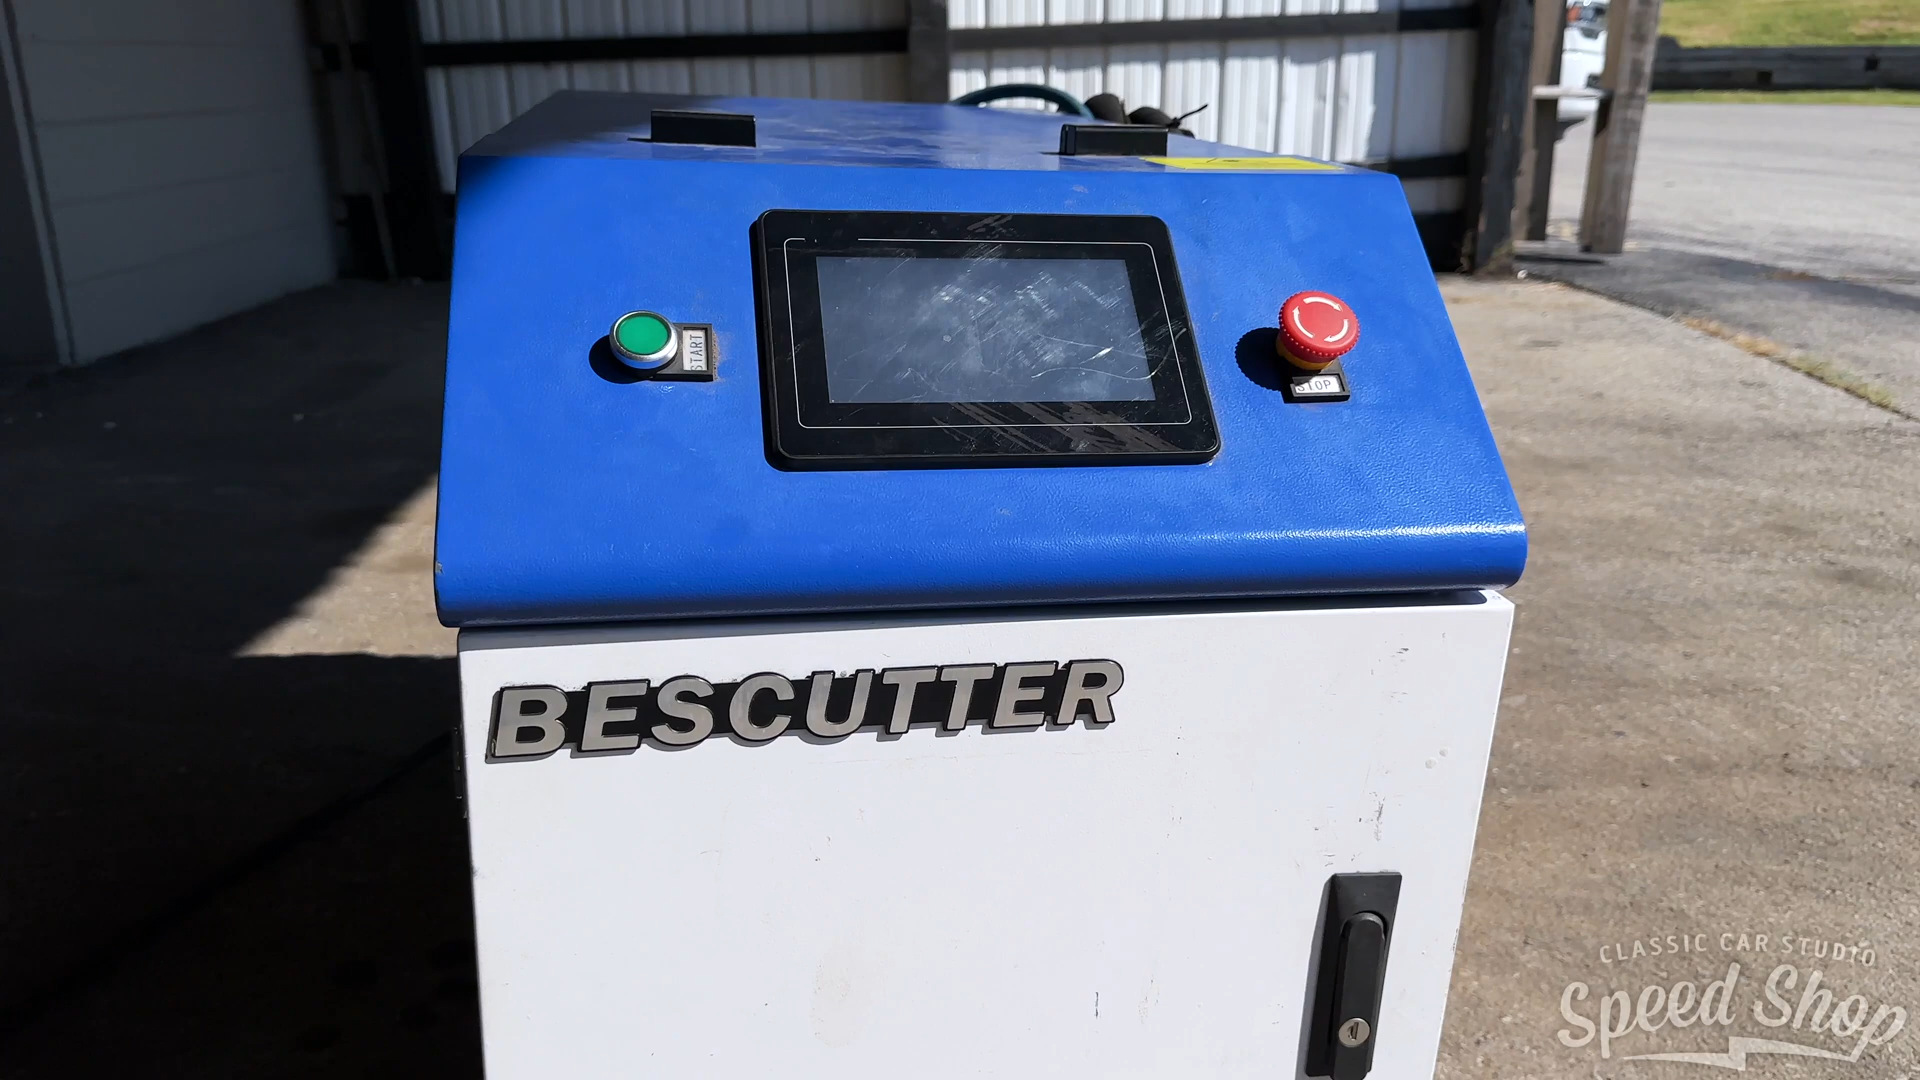 START
STOP
BESCUTTER
CLASSIC CAR STUDIO
Speed Shop